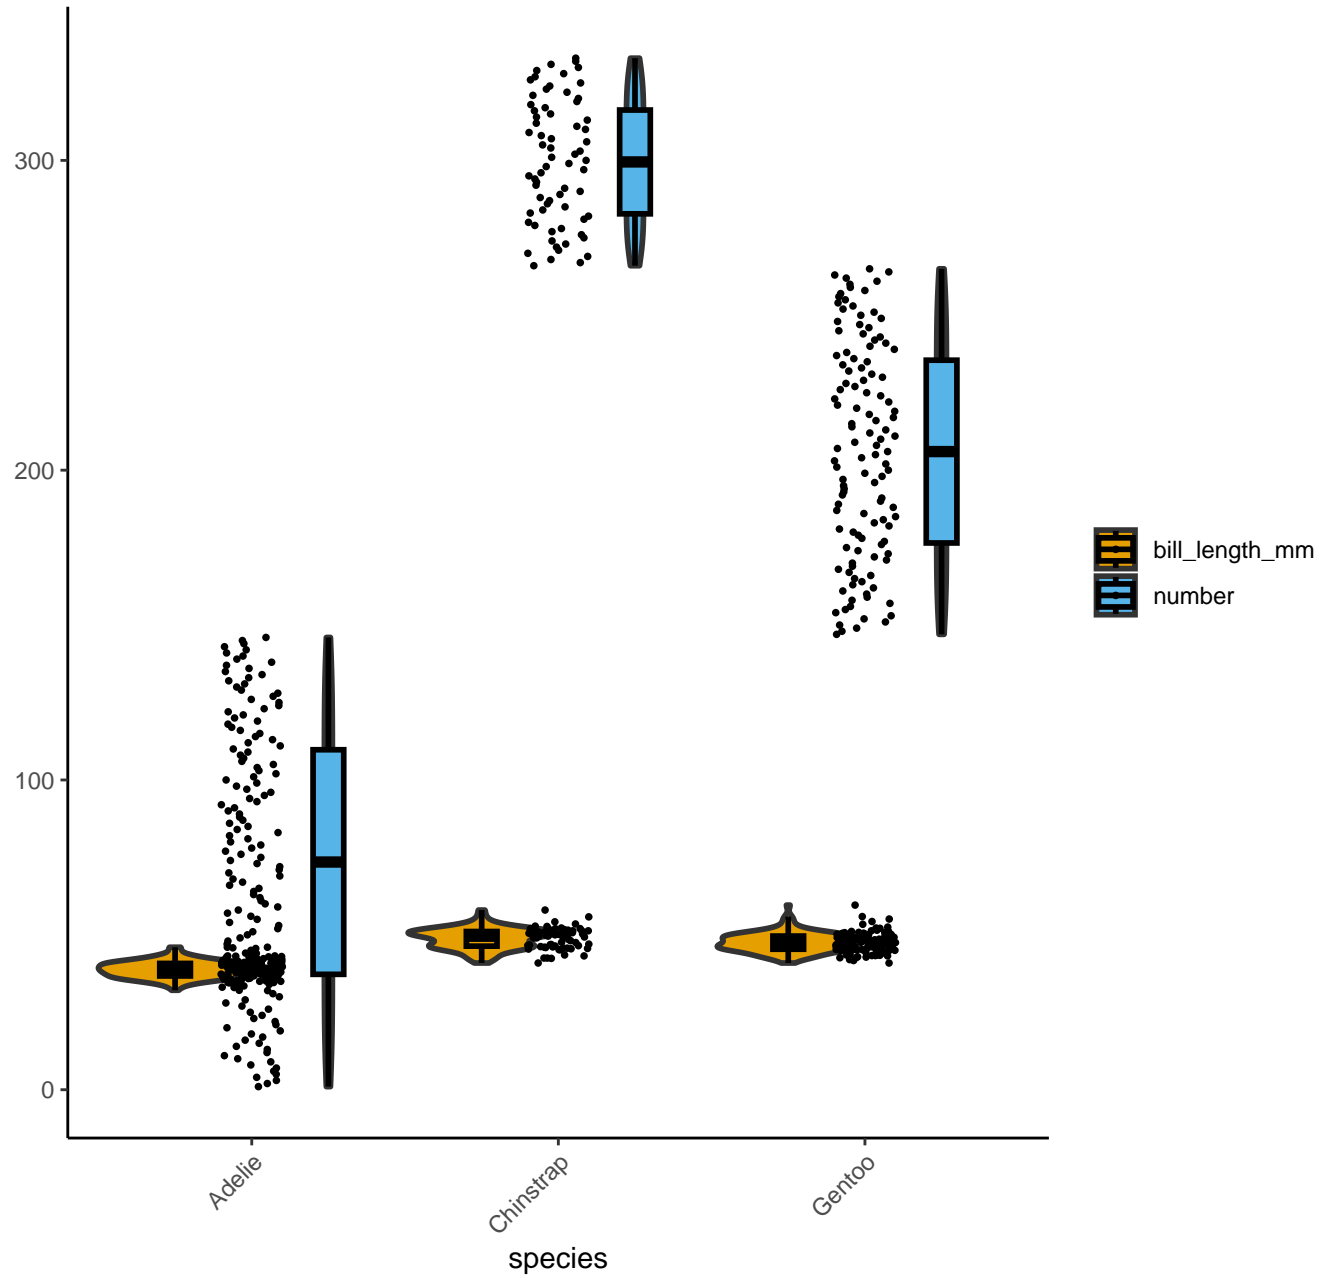 300
200
100
0
Adelie
Chinstrap
Gentoo
species
bill_length_mm
number